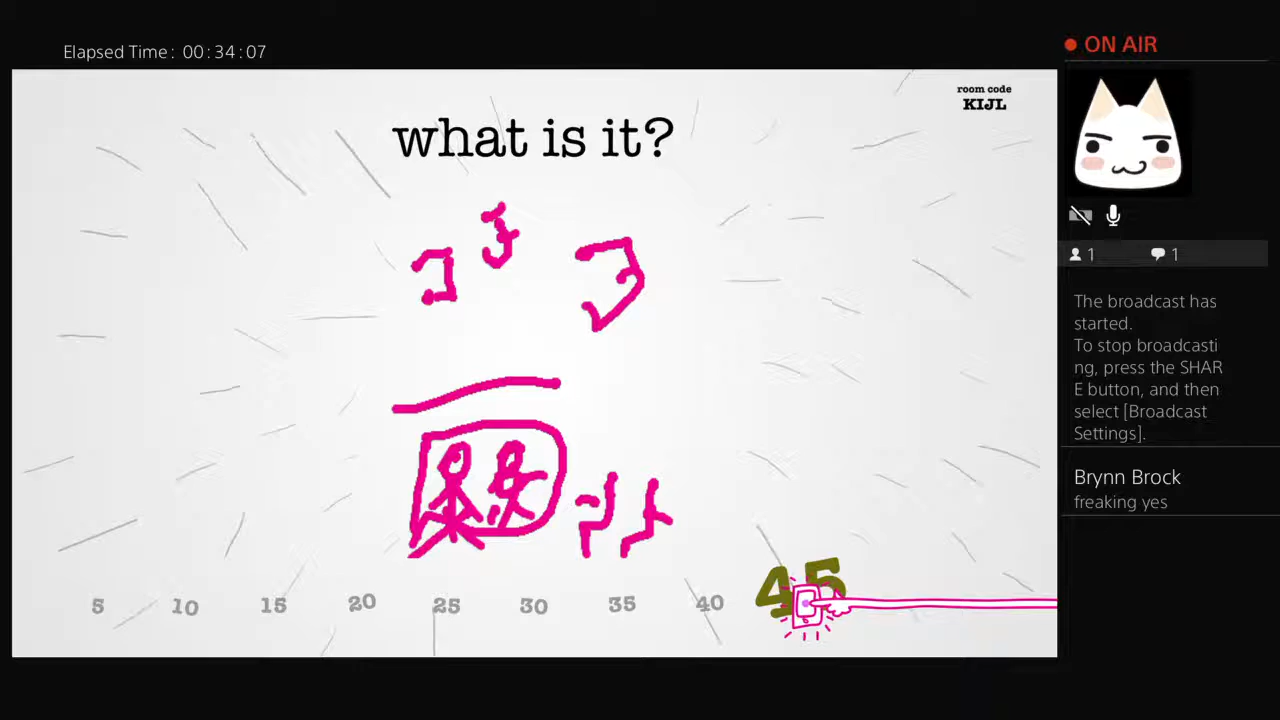 Elapsed Time: 00:34:07
ON AIR
room code
KIJL
what is it?
1 1
The broadcast has
started.
To stop broadcasti
ng, press the SHAR
E button, and then
select [Broadcast
Settings].
Brynn Brock
freaking yes
5 10 15 20 25 30 35 40 45